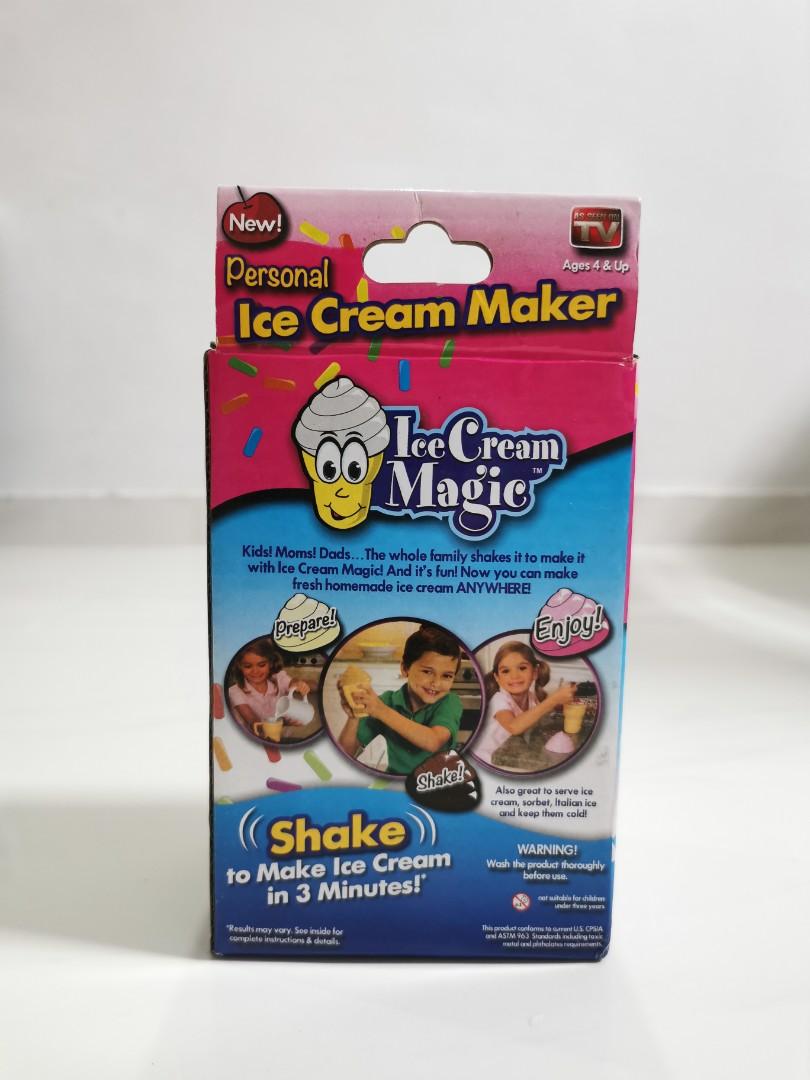 New!
AS SEEN ON
TV
Ages 4 & Up
Personal
Ice Cream Maker
Ice Cream
Magic™
Kids! Moms! Dads...The whole family shakes it to make it
with Ice Cream Magic! And it's fun! Now you can make
fresh homemade ice cream ANYWHERE!
Prepare!
Enjoy!
Shake!
Also great to serve ice
cream, sorbet, Italian ice
and keep them cold!
Shake
to Make Ice Cream
in 3 Minutes!*
WARNING!
Wash the product thoroughly
before use.
not suitable for children
under three years
*Results may vary. See inside for
complete instructions & details.
This product conforms to current U.S. CPSIA
and ASTM 963 Standards including toxic
metal and phthalates requirements.